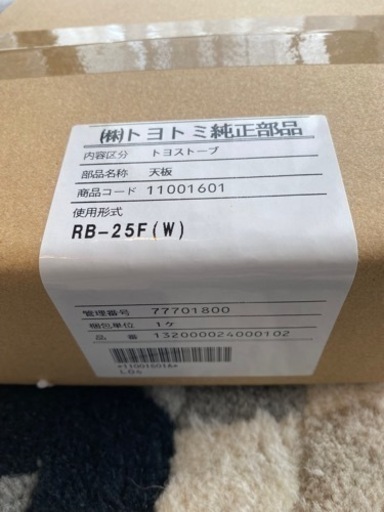 ㈱トヨトミ純正部品
内容区分 トヨストーブ
部品名称 天板
商品コード 11001601
使用形式
RB-25F(W)
管理番号 77701800
梱包単位 1ケ
品番 132000024000102
*11001601A*
L04